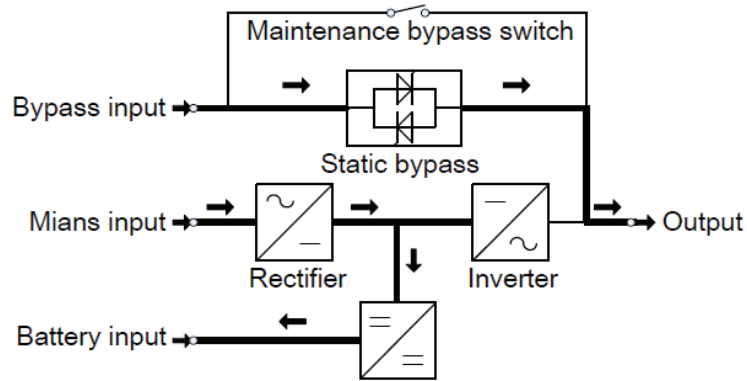 Maintenance bypass switch
Bypass input
Static bypass
Mians input
Output
Rectifier
Inverter
Battery input